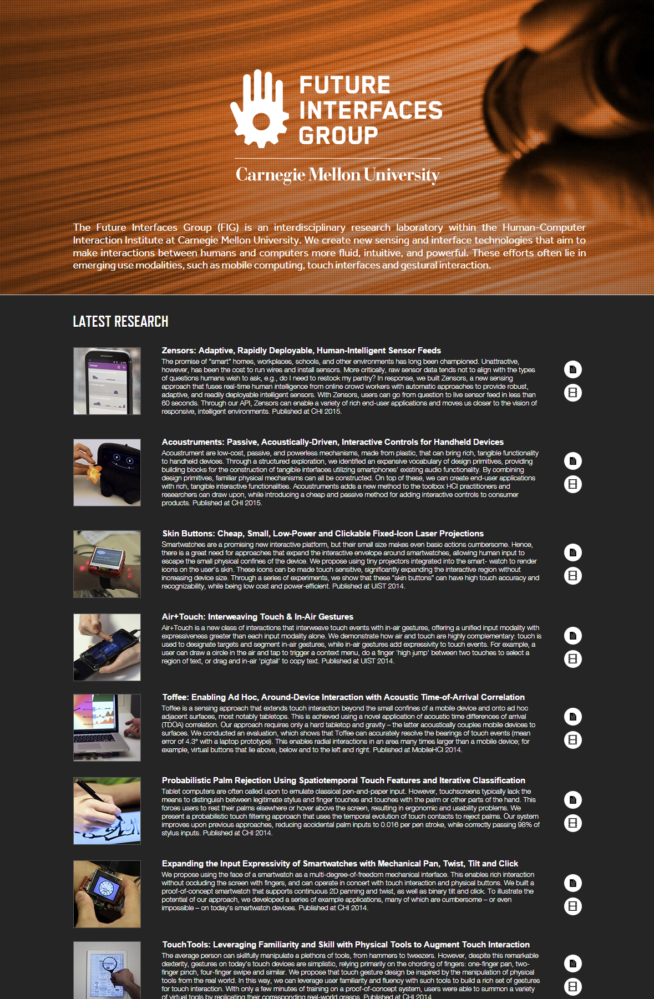 FUTURE
INTERFACES
GROUP
Carnegie Mellon University
The Future Interfaces Group (FIG) is an interdisciplinary research laboratory within the Human-Computer
Interaction Institute at Carnegie Mellon University. We create new sensing and interface technologies that aim to
make interactions between humans and computers more fluid, intuitive, and powerful. These efforts often lie in
emerging use modalities, such as mobile computing, touch interfaces and gestural interaction.
LATEST RESEARCH
Zensors: Adaptive, Rapidly Deployable, Human-Intelligent Sensor Feeds
The promise of “smart” homes, workplaces, schools, and other environments has long been championed. Unattractive,
however, has been the cost to run wires and install sensors. More critically, raw sensor data tends not to align with the types
of questions humans wish to ask, e.g., do I need to restock my pantry? In response, we built Zensors, a new sensing
approach that fuses real-time human intelligence from online crowd workers with automatic approaches to provide robust,
adaptive, and readily deployable intelligent sensors. With Zensors, users can go from question to live sensor feed in less than
60 seconds. Through our API, Zensors can enable a variety of rich end-user applications and moves us closer to the vision of
responsive, intelligent environments. Published at CHI 2015.
Acoustruments: Passive, Acoustically-Driven, Interactive Controls for Handheld Devices
Acoustrument are low-cost, passive, and powerless mechanisms, made from plastic, that can bring rich, tangible functionality
to handheld devices. Through a structured exploration, we identified an expansive vocabulary of design primitives, providing
building blocks for the construction of tangible interfaces utilizing smartphones’ existing audio functionality. By combining
design primitives, familiar physical mechanisms can all be constructed. On top of these, we can create end-user applications
with rich, tangible interactive functionalities. Acoustruments adds a new method to the toolbox HCI practitioners and
researchers can draw upon, while introducing a cheap and passive method for adding interactive controls to consumer
products. Published at CHI 2015.
Skin Buttons: Cheap, Small, Low-Power and Clickable Fixed-Icon Laser Projections
Smartwatches are a promising new interactive platform, but their small size makes even basic actions cumbersome. Hence,
there is a great need for approaches that expand the interactive envelope around smartwatches, allowing human input to
escape the small physical confines of the device. We propose using tiny projectors integrated into the smart- watch to render
icons on the user’s skin. These icons can be made touch sensitive, significantly expanding the interactive region without
increasing device size. Through a series of experiments, we show that these “skin buttons” can have high touch accuracy and
recognizability, while being low cost and power-efficient. Published at UIST 2014.
Air+Touch: Interweaving Touch & In-Air Gestures
Air+Touch is a new class of interactions that interweave touch events with in-air gestures, offering a unified input modality with
expressiveness greater than each input modality alone. We demonstrate how air and touch are highly complementary: touch is
used to designate targets and segment in-air gestures, while in-air gestures add expressivity to touch events. For example, a
user can draw a circle in the air and tap to trigger a context menu, do a finger 'high jump' between two touches to select a
region of text, or drag and in-air ‘pigtail’ to copy text. Published at UIST 2014.
Toffee: Enabling Ad Hoc, Around-Device Interaction with Acoustic Time-of-Arrival Correlation
Toffee is a sensing approach that extends touch interaction beyond the small confines of a mobile device and onto ad hoc
adjacent surfaces, most notably tabletops. This is achieved using a novel application of acoustic time differences of arrival
(TDOA) correlation. Our approach requires only a hard tabletop and gravity – the latter acoustically couples mobile devices to
surfaces. We conducted an evaluation, which shows that Toffee can accurately resolve the bearings of touch events (mean
error of 4.3° with a laptop prototype). This enables radial interactions in an area many times larger than a mobile device; for
example, virtual buttons that lie above, below and to the left and right. Published at MobileHCI 2014.
Probabilistic Palm Rejection Using Spatiotemporal Touch Features and Iterative Classification
Tablet computers are often called upon to emulate classical pen-and-paper input. However, touchscreens typically lack the
means to distinguish between legitimate stylus and finger touches and touches with the palm or other parts of the hand. This
forces users to rest their palms elsewhere or hover above the screen, resulting in ergonomic and usability problems. We
present a probabilistic touch filtering approach that uses the temporal evolution of touch contacts to reject palms. Our system
improves upon previous approaches, reducing accidental palm inputs to 0.016 per pen stroke, while correctly passing 98% of
stylus inputs. Published at CHI 2014.
Expanding the Input Expressivity of Smartwatches with Mechanical Pan, Twist, Tilt and Click
We propose using the face of a smartwatch as a multi-degree-of-freedom mechanical interface. This enables rich interaction
without occluding the screen with fingers, and can operate in concert with touch interaction and physical buttons. We built a
proof-of-concept smartwatch that supports continuous 2D panning and twist, as well as binary tilt and click. To illustrate the
potential of our approach, we developed a series of example applications, many of which are cumbersome – or even
impossible – on today’s smartwatch devices. Published at CHI 2014.
TouchTools: Leveraging Familiarity and Skill with Physical Tools to Augment Touch Interaction
The average person can skillfully manipulate a plethora of tools, from hammers to tweezers. However, despite this remarkable
dexterity, gestures on today’s touch devices are simplistic, relying primarily on the chording of fingers: one-finger pan, two-
finger pinch, four-finger swipe and similar. We propose that touch gesture design be inspired by the manipulation of physical
tools from the real world. In this way, we can leverage user familiarity and fluency with such tools to build a rich set of gestures
for touch interaction. With only a few minutes of training on a proof-of-concept system, users were able to summon a variety
of virtual tools by replicating their corresponding real-world grasps. Published at CHI 2014.